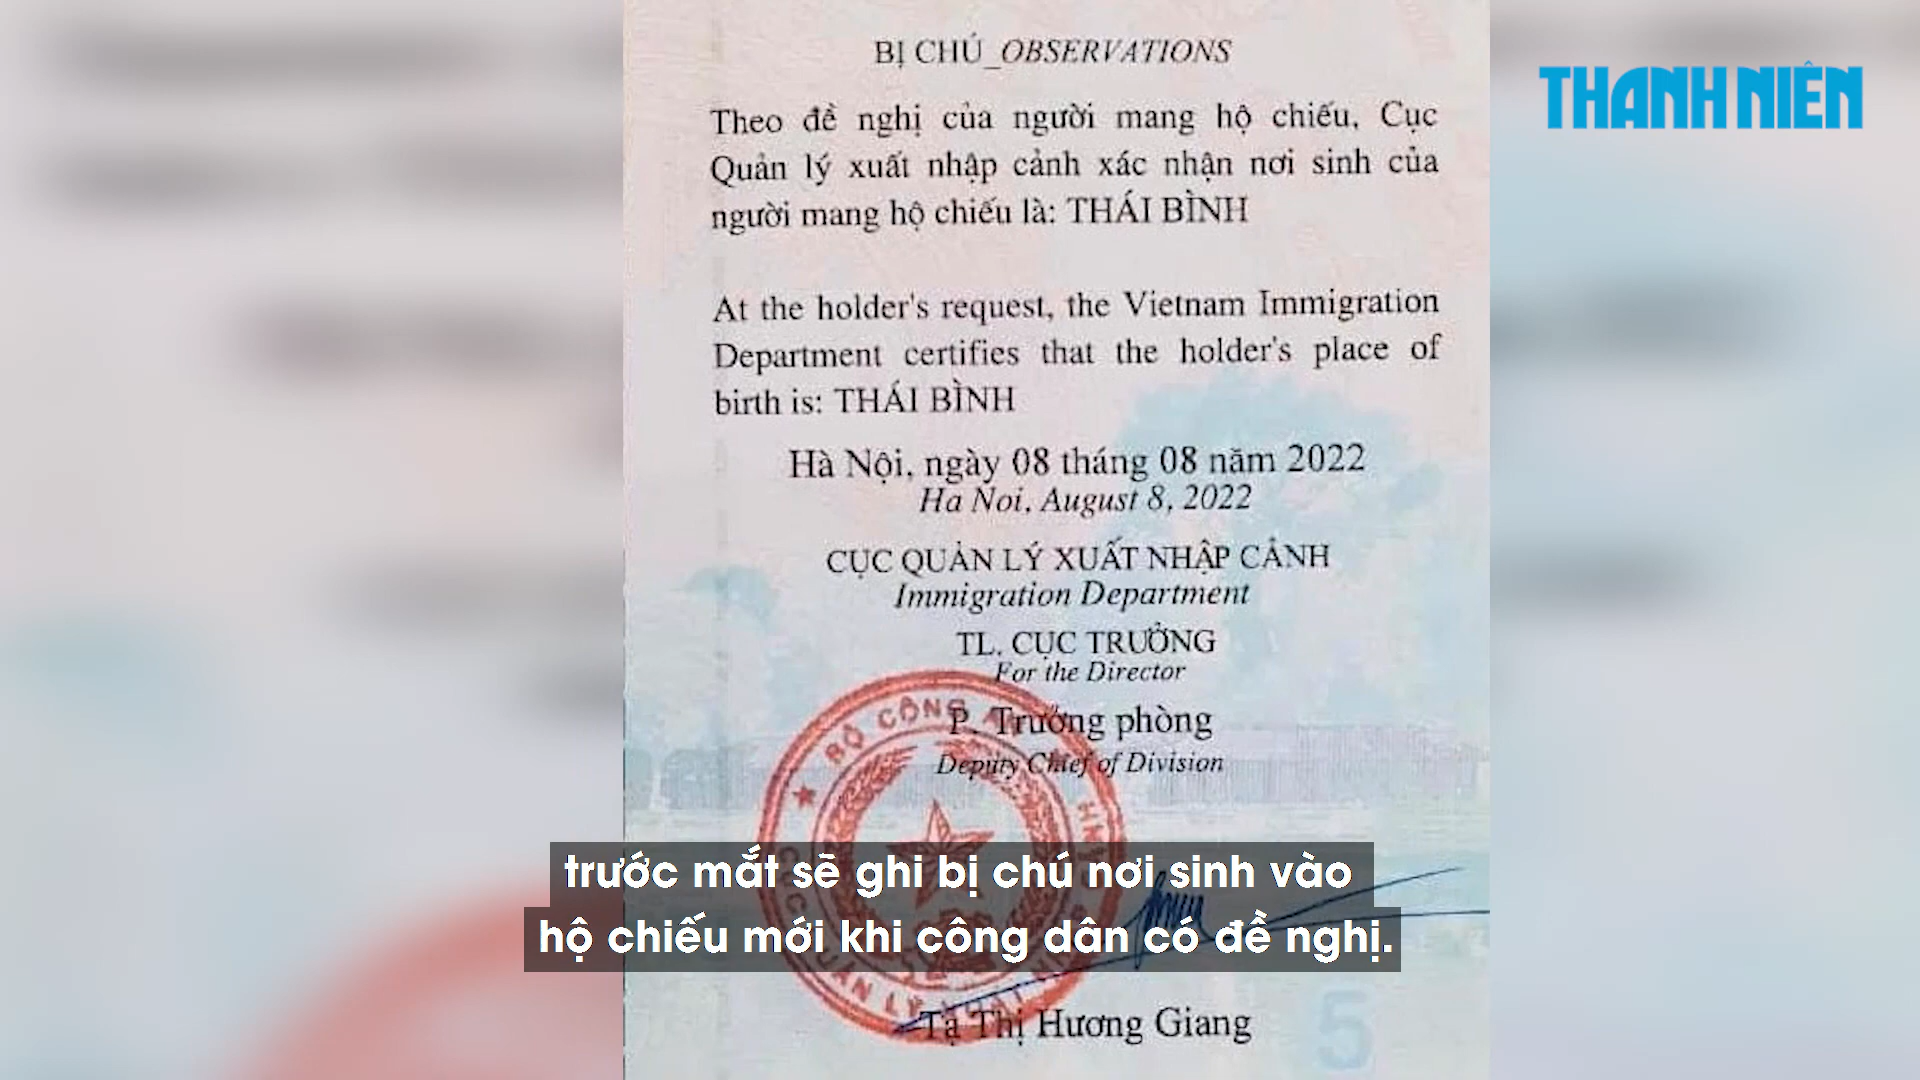 BỊ CHÚ_OBSERVATIONS
THANH NIÊN
Theo đề nghị của người mang hộ chiếu, Cục
Quản lý xuất nhập cảnh xác nhận nơi sinh của
người mang hộ chiếu là: THÁI BÌNH
At the holder's request, the Vietnam Immigration
Department certifies that the holder's place of
birth is: THÁI BÌNH
Hà Nội, ngày 08 tháng 08 năm 2022
Ha Noi, August 8, 2022
CỤC QUẢN LÝ XUẤT NHẬP CẢNH
Immigration Department
TL. CỤC TRƯỞNG
For the Director
BỘ CÔNG AN
P. Trưởng phòng
Deputy Chief of Division
trước mắt sẽ ghi bị chú nơi sinh vào
hộ chiếu mới khi công dân có đề nghị.
Tạ Thị Hương Giang
5